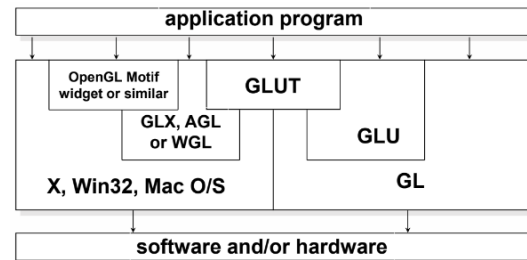 application program
OpenGL Motif
widget or similar
GLUT
GLX, AGL
or WGL
GLU
X, Win32, Mac O/S
GL
software and/or hardware